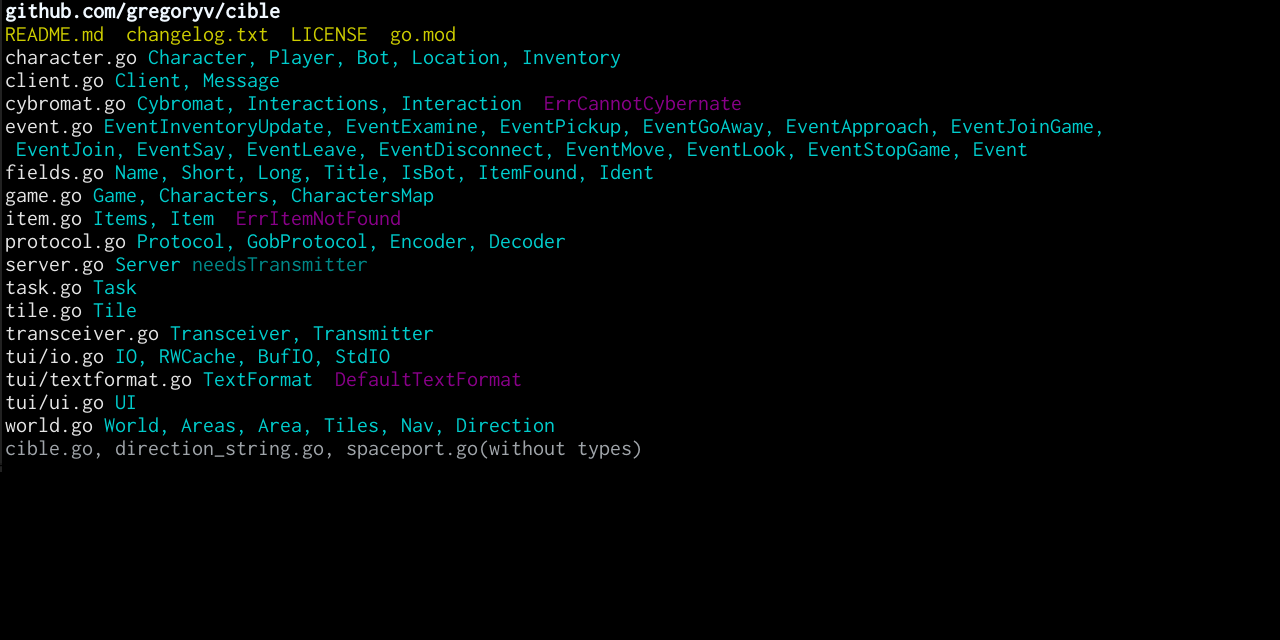 github.com/gregoryv/cible
README.md  changelog.txt  LICENSE  go.mod
character.go Character, Player, Bot, Location, Inventory
client.go Client, Message
cybromat.go Cybromat, Interactions, Interaction  ErrCannotCybernate
event.go EventInventoryUpdate, EventExamine, EventPickup, EventGoAway, EventApproach, EventJoinGame,
 EventJoin, EventSay, EventLeave, EventDisconnect, EventMove, EventLook, EventStopGame, Event
fields.go Name, Short, Long, Title, IsBot, ItemFound, Ident
game.go Game, Characters, CharactersMap
item.go Items, Item  ErrItemNotFound
protocol.go Protocol, GobProtocol, Encoder, Decoder
server.go Server needsTransmitter
task.go Task
tile.go Tile
transceiver.go Transceiver, Transmitter
tui/io.go IO, RWCache, BufIO, StdIO
tui/textformat.go TextFormat  DefaultTextFormat
tui/ui.go UI
world.go World, Areas, Area, Tiles, Nav, Direction
cible.go, direction_string.go, spaceport.go(without types)